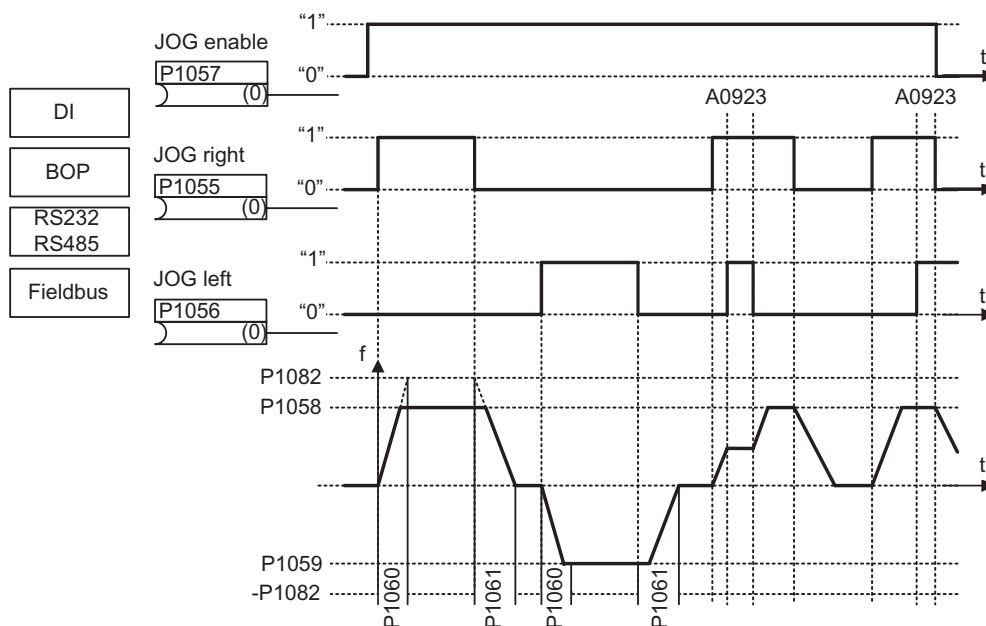 “1”
JOG enable
t
P1057
“0”
(0)
A0923
A0923
DI
“1”
JOG right
BOP
t
P1055
“0”
(0)
RS232
RS485
“1”
JOG left
Fieldbus
t
P1056
“0”
(0)
f
P1082
P1058
t
P1059
-P1082
P1060
P1061
P1060
P1061